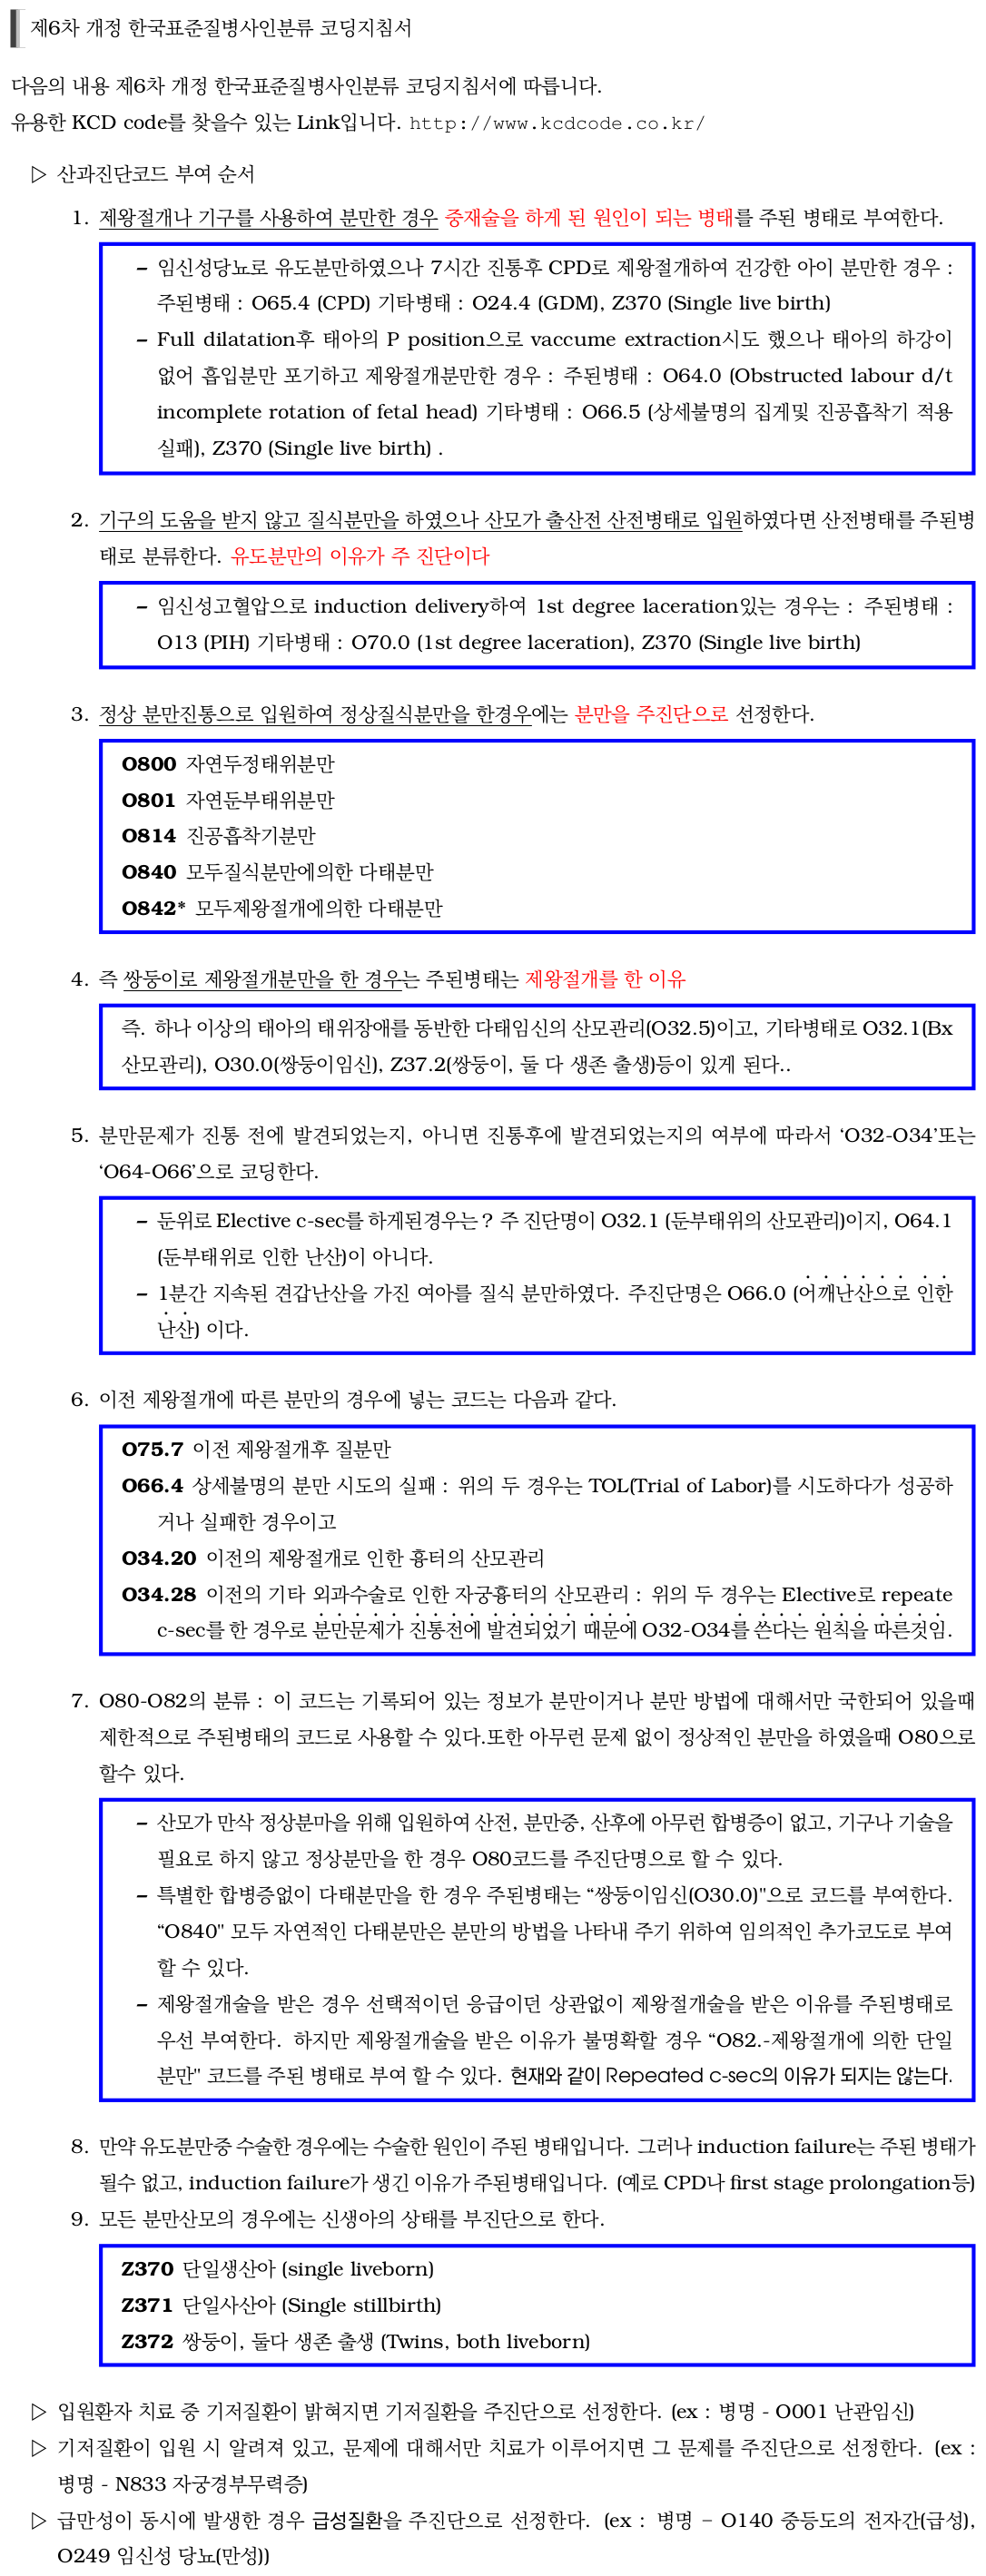 제6차 개정 한국표준질병사인분류 코딩지침서
다음의 내용 제6차 개정 한국표준질병사인분류 코딩지침서에 따릅니다.
유용한 KCD code를 찾을수 있는 Link입니다. http://www.kcdcode.co.kr/
▷ 산과진단코드 부여 순서
1. 제왕절개나 기구를 사용하여 분만한 경우 중재술을 하게 된 원인이 되는 병태를 주된 병태로 부여한다.
– 임신성당뇨로 유도분만하였으나 7시간 진통후 CPD로 제왕절개하여 건강한 아이 분만한 경우 :
주된병태 : O65.4 (CPD) 기타병태 : O24.4 (GDM), Z370 (Single live birth)
– Full dilatation후 태아의 P position으로 vaccume extraction시도 했으나 태아의 하강이
없어 흡입분만 포기하고 제왕절개분만한 경우 : 주된병태 : O64.0 (Obstructed labour d/t
incomplete rotation of fetal head) 기타병태 : O66.5 (상세불명의 집게및 진공흡착기 적용
실패), Z370 (Single live birth) .
2. 기구의 도움을 받지 않고 질식분만을 하였으나 산모가 출산전 산전병태로 입원하였다면 산전병태를 주된병
태로 분류한다. 유도분만의 이유가 주 진단이다
– 임신성고혈압으로 induction delivery하여 1st degree laceration있는 경우는 : 주된병태 :
O13 (PIH) 기타병태 : O70.0 (1st degree laceration), Z370 (Single live birth)
3. 정상 분만진통으로 입원하여 정상질식분만을 한경우에는 분만을 주진단으로 선정한다.
O800 자연두정태위분만
O801 자연둔부태위분만
O814 진공흡착기분만
O840 모두질식분만에의한 다태분만
O842* 모두제왕절개에의한 다태분만
4. 즉 쌍둥이로 제왕절개분만을 한 경우는 주된병태는 제왕절개를 한 이유
즉. 하나 이상의 태아의 태위장애를 동반한 다태임신의 산모관리(O32.5)이고, 기타병태로 O32.1(Bx
산모관리), O30.0(쌍둥이임신), Z37.2(쌍둥이, 둘 다 생존 출생)등이 있게 된다..
5. 분만문제가 진통 전에 발견되었는지, 아니면 진통후에 발견되었는지의 여부에 따라서 ‘O32-O34’또는
‘O64-O66’으로 코딩한다.
– 둔위로 Elective c-sec를 하게된경우는? 주 진단명이 O32.1 (둔부태위의 산모관리)이지, O64.1
(둔부태위로 인한 난산)이 아니다.
– 1분간 지속된 견갑난산을 가진 여아를 질식 분만하였다. 주진단명은 O66.0 (어깨난산으로 인한
난산) 이다.
6. 이전 제왕절개에 따른 분만의 경우에 넣는 코드는 다음과 같다.
O75.7 이전 제왕절개후 질분만
O66.4 상세불명의 분만 시도의 실패 : 위의 두 경우는 TOL(Trial of Labor)를 시도하다가 성공하
거나 실패한 경우이고
O34.20 이전의 제왕절개로 인한 흉터의 산모관리
O34.28 이전의 기타 외과수술로 인한 자궁흉터의 산모관리 : 위의 두 경우는 Elective로 repeate
c-sec를 한 경우로 분만문제가 진통전에 발견되었기 때문에 O32-O34를 쓴다는 원칙을 따른것임.
7. O80-O82의 분류 : 이 코드는 기록되어 있는 정보가 분만이거나 분만 방법에 대해서만 국한되어 있을때
제한적으로 주된병태의 코드로 사용할 수 있다.또한 아무런 문제 없이 정상적인 분만을 하였을때 O80으로
할수 있다.
– 산모가 만삭 정상분마을 위해 입원하여 산전, 분만중, 산후에 아무런 합병증이 없고, 기구나 기술을
필요로 하지 않고 정상분만을 한 경우 O80코드를 주진단명으로 할 수 있다.
– 특별한 합병증없이 다태분만을 한 경우 주된병태는 “쌍둥이임신(O30.0)"으로 코드를 부여한다.
“O840" 모두 자연적인 다태분만은 분만의 방법을 나타내 주기 위하여 임의적인 추가코도로 부여
할 수 있다.
– 제왕절개술을 받은 경우 선택적이던 응급이던 상관없이 제왕절개술을 받은 이유를 주된병태로
우선 부여한다. 하지만 제왕절개술을 받은 이유가 불명확할 경우 “O82.-제왕절개에 의한 단일
분만" 코드를 주된 병태로 부여 할 수 있다. 현재와 같이 Repeated c-sec의 이유가 되지는 않는다.
8. 만약 유도분만중 수술한 경우에는 수술한 원인이 주된 병태입니다. 그러나 induction failure는 주된 병태가
될수 없고, induction failure가 생긴 이유가 주된병태입니다. (예로 CPD나 first stage prolongation등)
9. 모든 분만산모의 경우에는 신생아의 상태를 부진단으로 한다.
Z370 단일생산아 (single liveborn)
Z371 단일사산아 (Single stillbirth)
Z372 쌍둥이, 둘다 생존 출생 (Twins, both liveborn)
▷ 입원환자 치료 중 기저질환이 밝혀지면 기저질환을 주진단으로 선정한다. (ex : 병명 - O001 난관임신)
▷ 기저질환이 입원 시 알려져 있고, 문제에 대해서만 치료가 이루어지면 그 문제를 주진단으로 선정한다. (ex :
병명 - N833 자궁경부무력증)
▷ 급만성이 동시에 발생한 경우 급성질환을 주진단으로 선정한다. (ex : 병명 – O140 중등도의 전자간(급성),
O249 임신성 당뇨(만성))